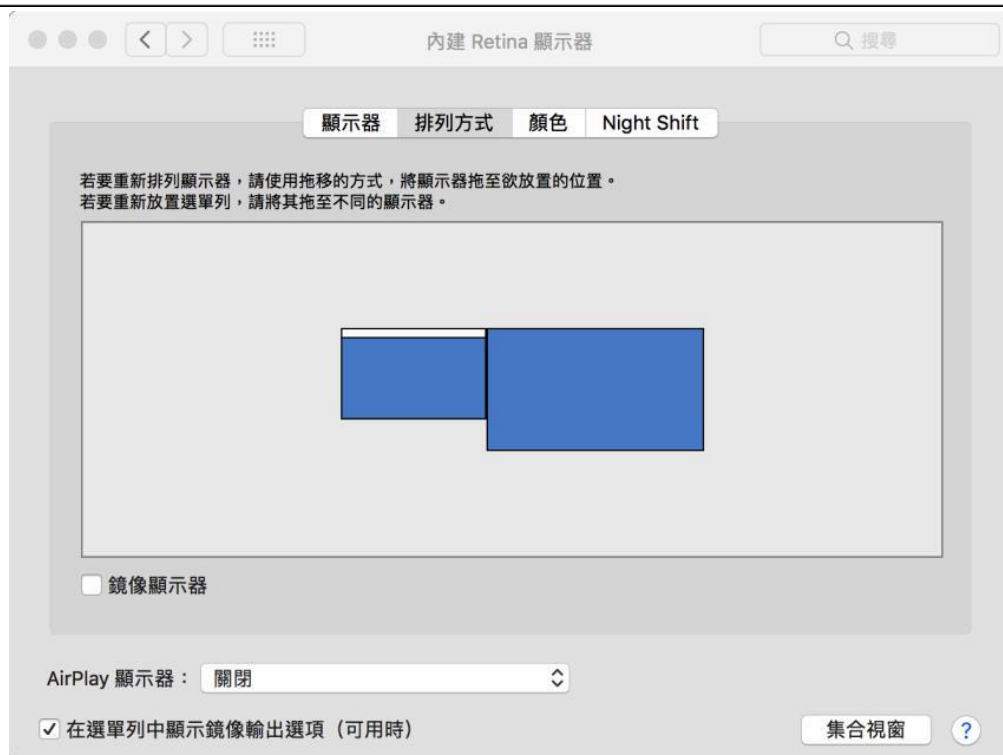 內建 Retina 顯示器
搜尋
顯示器
排列方式
顏色
Night Shift
若要重新排列顯示器，請使用拖移的方式，將顯示器拖至欲放置的位置。
若要重新放置選單列，請將其拖至不同的顯示器。
鏡像顯示器
AirPlay 顯示器：
關閉
在選單列中顯示鏡像輸出選項（可用時）
集合視窗
?